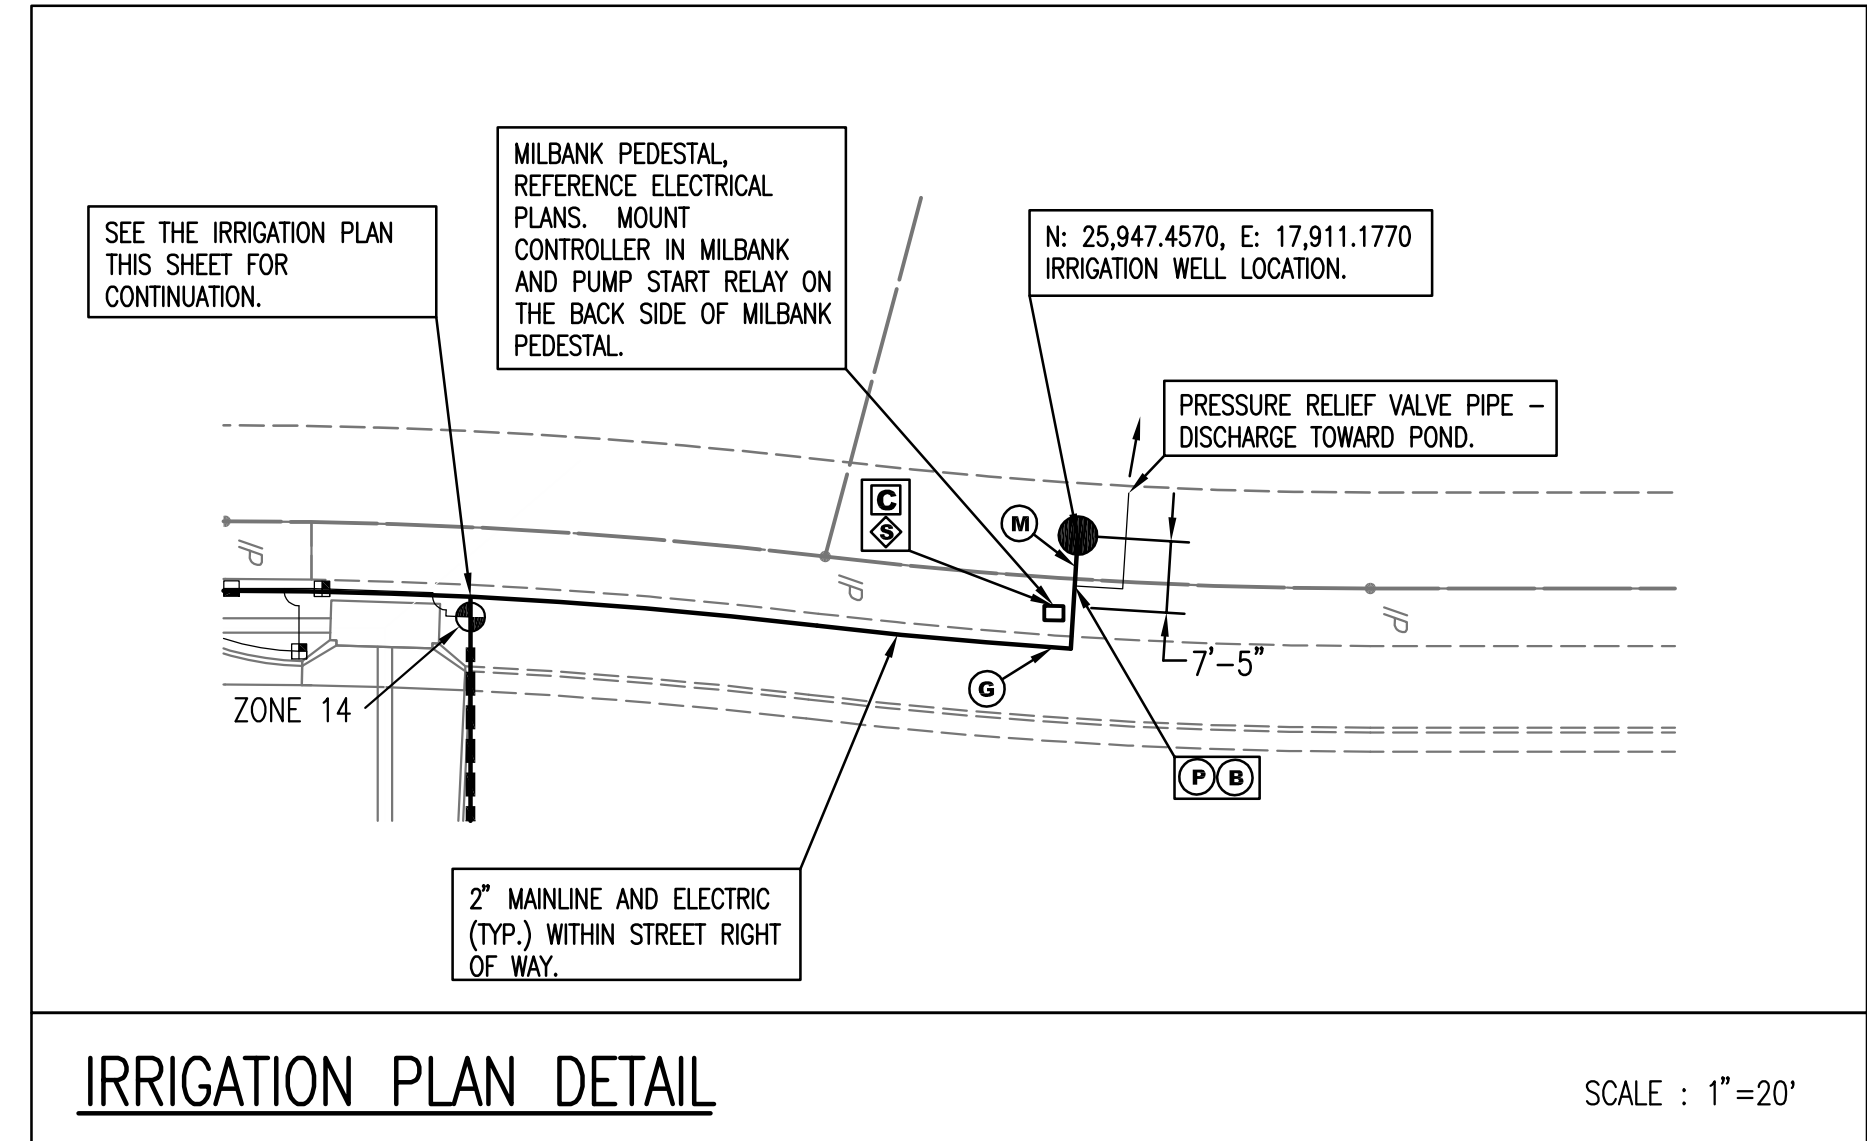 MILBANK PEDESTAL,
REFERENCE ELECTRICAL
PLANS. MOUNT
CONTROLLER IN MILBANK
AND PUMP START RELAY ON
THE BACK SIDE OF MILBANK
PEDESTAL.
SEE THE IRRIGATION PLAN
THIS SHEET FOR
CONTINUATION.
N: 25,947.4570, E: 17,911.1770
IRRIGATION WELL LOCATION.
PRESSURE RELIEF VALVE PIPE –
DISCHARGE TOWARD POND.
C
S
M
IP
IP
IP
7'-5"
G
ZONE 14
P B
2" MAINLINE AND ELECTRIC
(TYP.) WITHIN STREET RIGHT
OF WAY.
IRRIGATION PLAN DETAIL
SCALE : 1"=20'